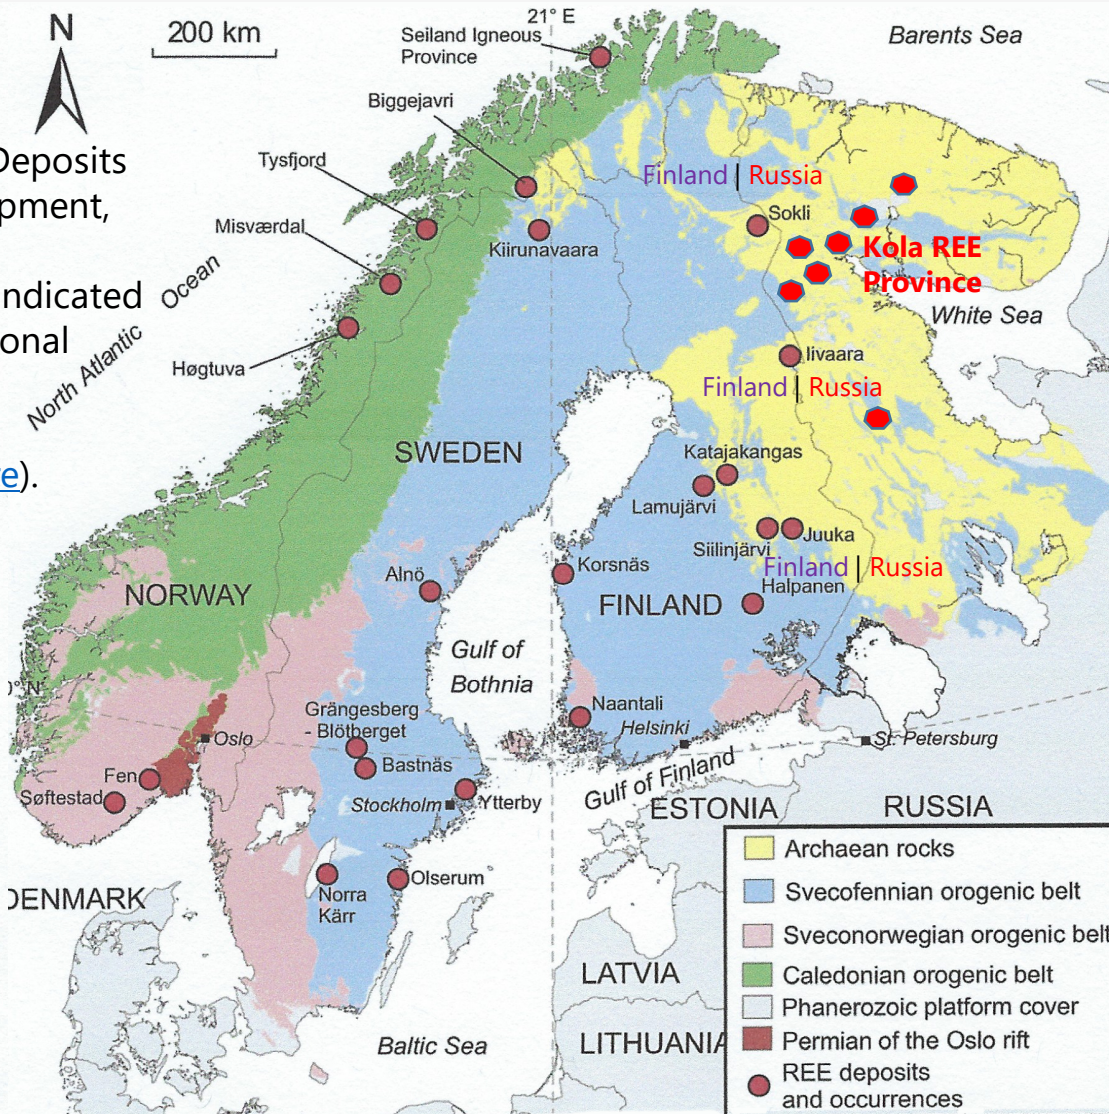 N
200 km
21° E
Seiland Igneous
Province
Barents Sea
Biggejavri
Deposits
Tysfjord
Finland | Russia
Misværdal
Sokli
Kiirunavaara
Kola REE
Province
ndicated
onal
North Atlantic Ocean
White Sea
Høgtuva
Iivaara
Finland | Russia
SWEDEN
Katajakangas
e).
Lamujärvi
Siilinjärvi
Juuka
Korsnäs
Finland | Russia
Alnö
Halpanen
NORWAY
FINLAND
Gulf of
Bothnia
° N
Grängesberg
- Blötberget
Naantali
Helsinki
Oslo
St. Petersburg
Bastnäs
Fen
Søftestad
Stockholm
Ytterby
Gulf of Finland
ESTONIA
RUSSIA
Norra
Kärr
Olserum
DENMARK
LATVIA
LITHUANIA
Baltic Sea
Archaean rocks
Svecofennian orogenic belt
Sveconorwegian orogenic belt
Caledonian orogenic belt
Phanerozoic platform cover
Permian of the Oslo rift
REE deposits
and occurrences